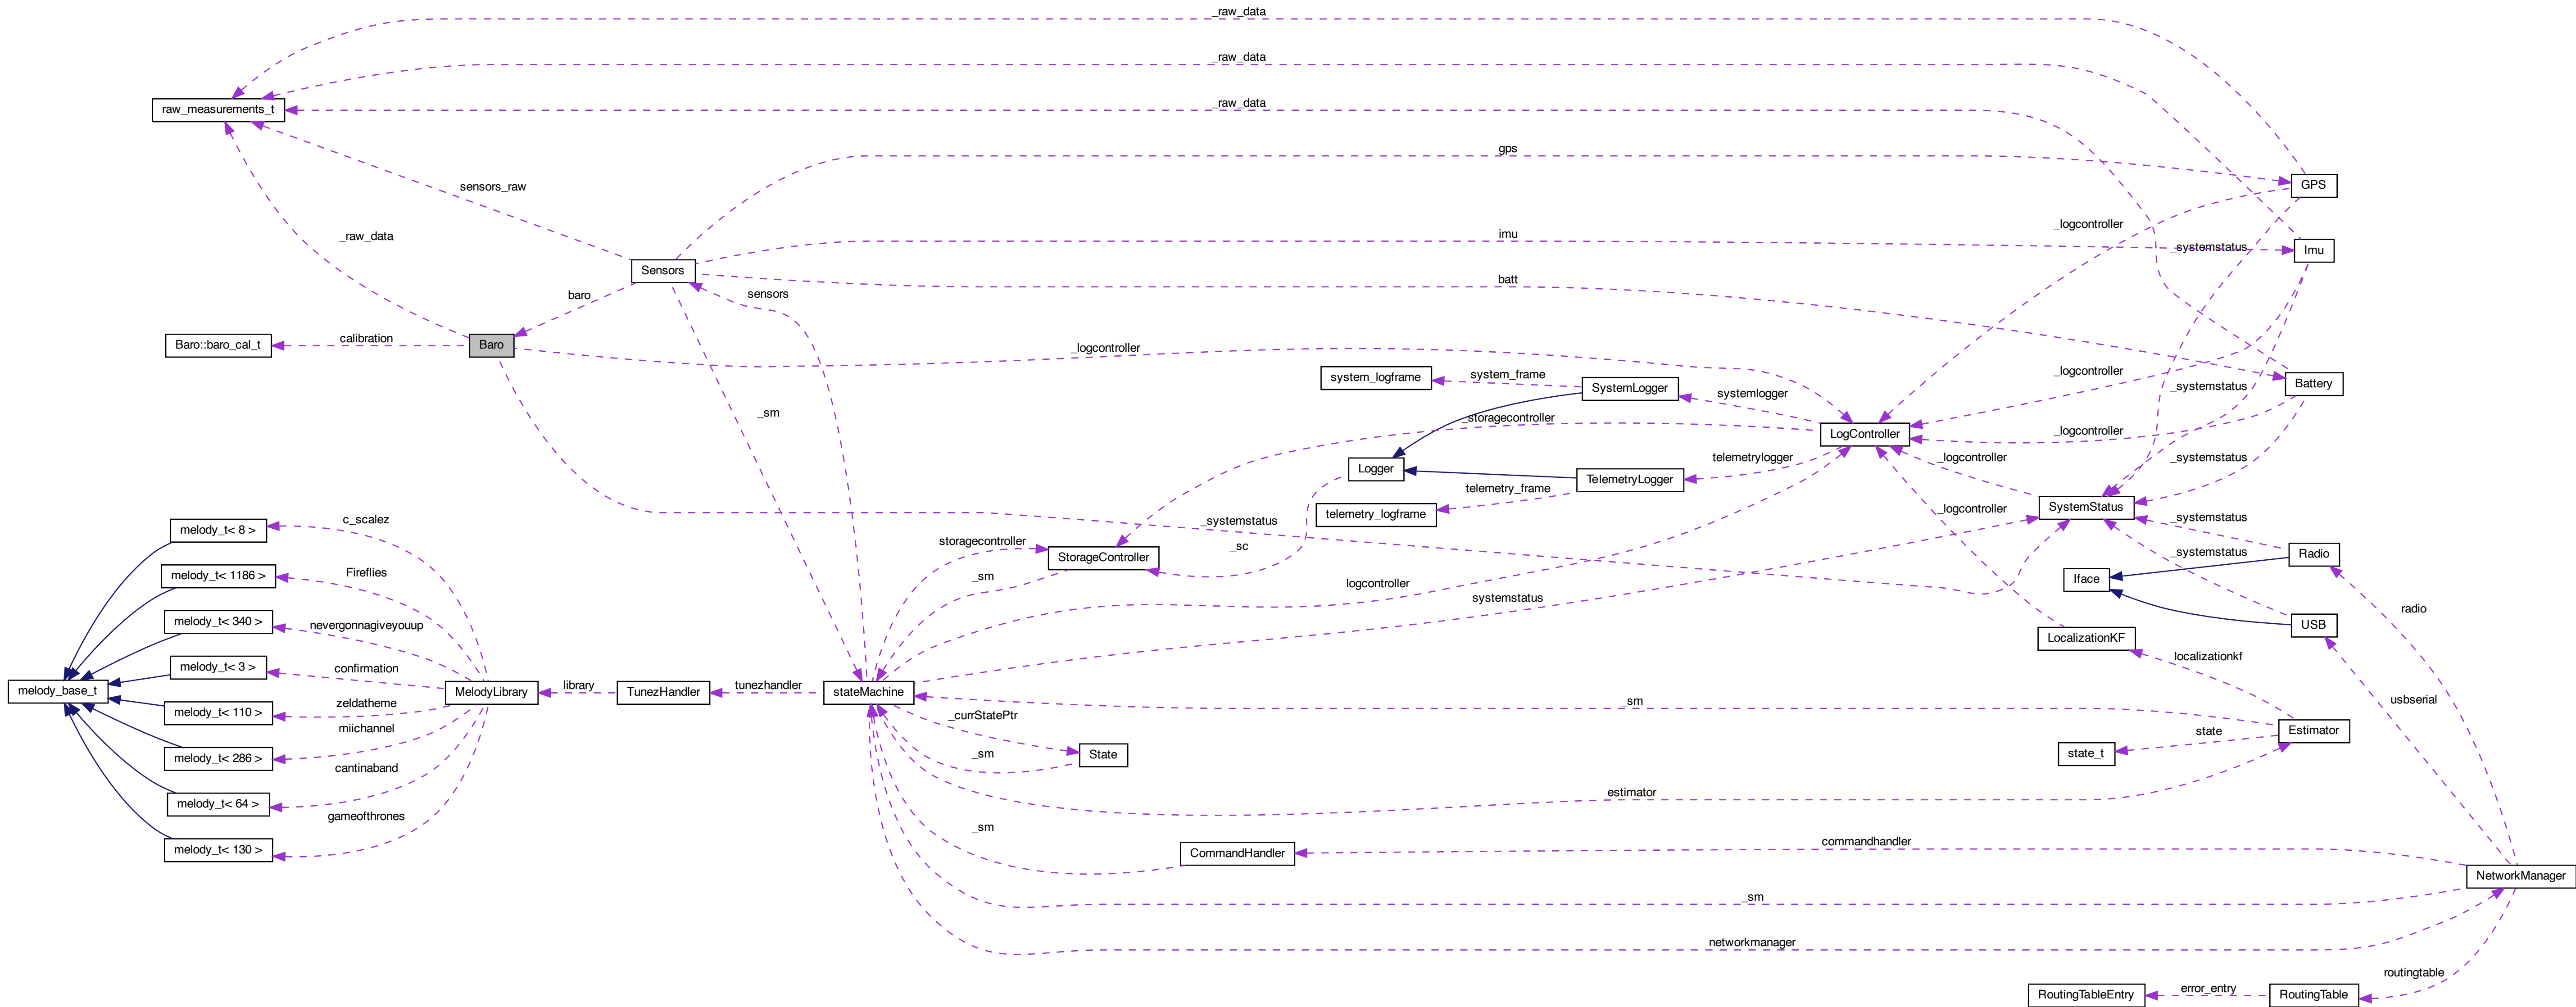 _raw_data
_raw_data
_raw_data
raw_measurements_t
gps
GPS
sensors_raw
_logcontroller
_raw_data
imu
_systemstatus
Imu
Sensors
batt
baro
sensors
Baro::baro_cal_t
calibration
Baro
_logcontroller
system_logframe
system_frame
SystemLogger
systemlogger
_logcontroller
_systemstatus
Battery
_sm
_storagecontroller
LogController
_logcontroller
Logger
telemetrylogger
_logcontroller
_systemstatus
TelemetryLogger
telemetry_frame
telemetry_logframe
SystemStatus
_logcontroller
_systemstatus
_systemstatus
c_scalez
melody_t< 8 >
storagecontroller
_sc
StorageController
_systemstatus
Radio
Fireflies
melody_t< 1186 >
_sm
logcontroller
Iface
systemstatus
radio
melody_t< 340 >
nevergonnagiveyouup
USB
LocalizationKF
localizationkf
melody_t< 3 >
confirmation
melody_base_t
MelodyLibrary
library
TunezHandler
tunezhandler
stateMachine
_sm
usbserial
melody_t< 110 >
zeldatheme
_currStatePtr
miichannel
state
Estimator
melody_t< 286 >
_sm
State
state_t
cantinaband
estimator
melody_t< 64 >
gameofthrones
_sm
commandhandler
melody_t< 130 >
CommandHandler
NetworkManager
_sm
networkmanager
routingtable
RoutingTableEntry
error_entry
RoutingTable